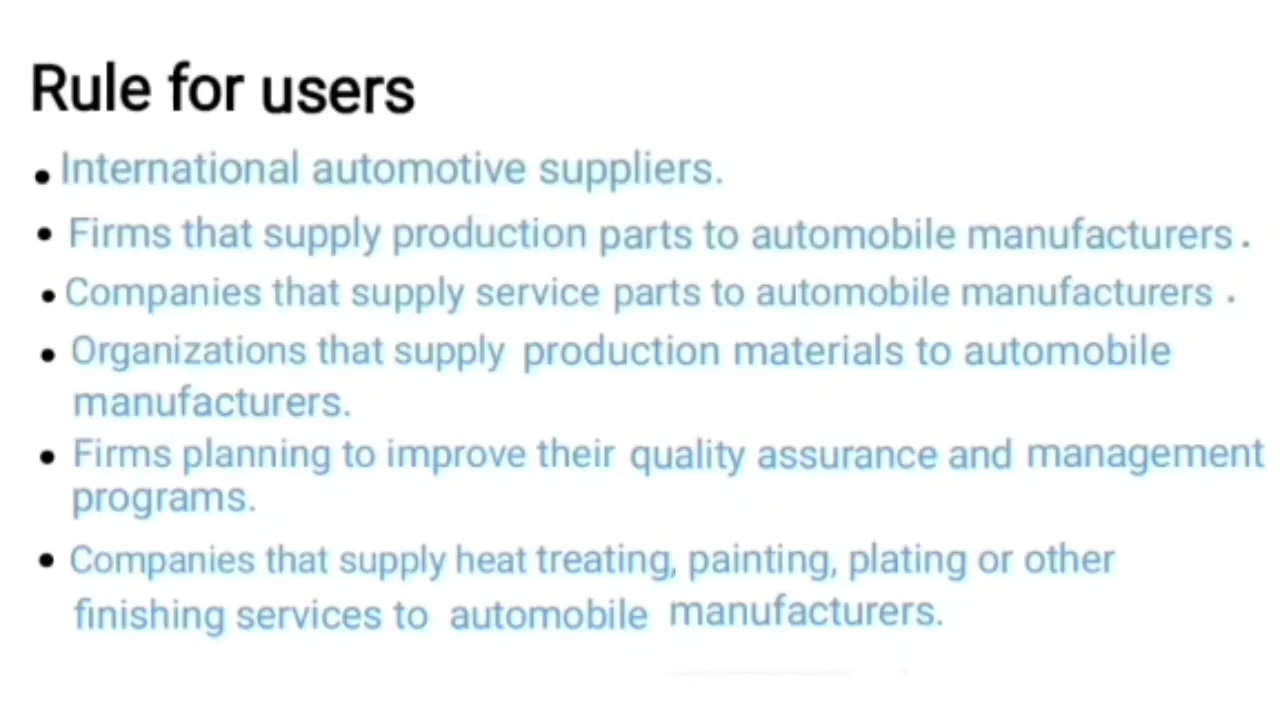 Rule for users
• International automotive suppliers.
• Firms that supply production parts to automobile manufacturers .
• Companies that supply service parts to automobile manufacturers .
• Organizations that supply production materials to automobile
manufacturers.
• Firms planning to improve their quality assurance and management
programs.
• Companies that supply heat treating, painting, plating or other
finishing services to automobile manufacturers.